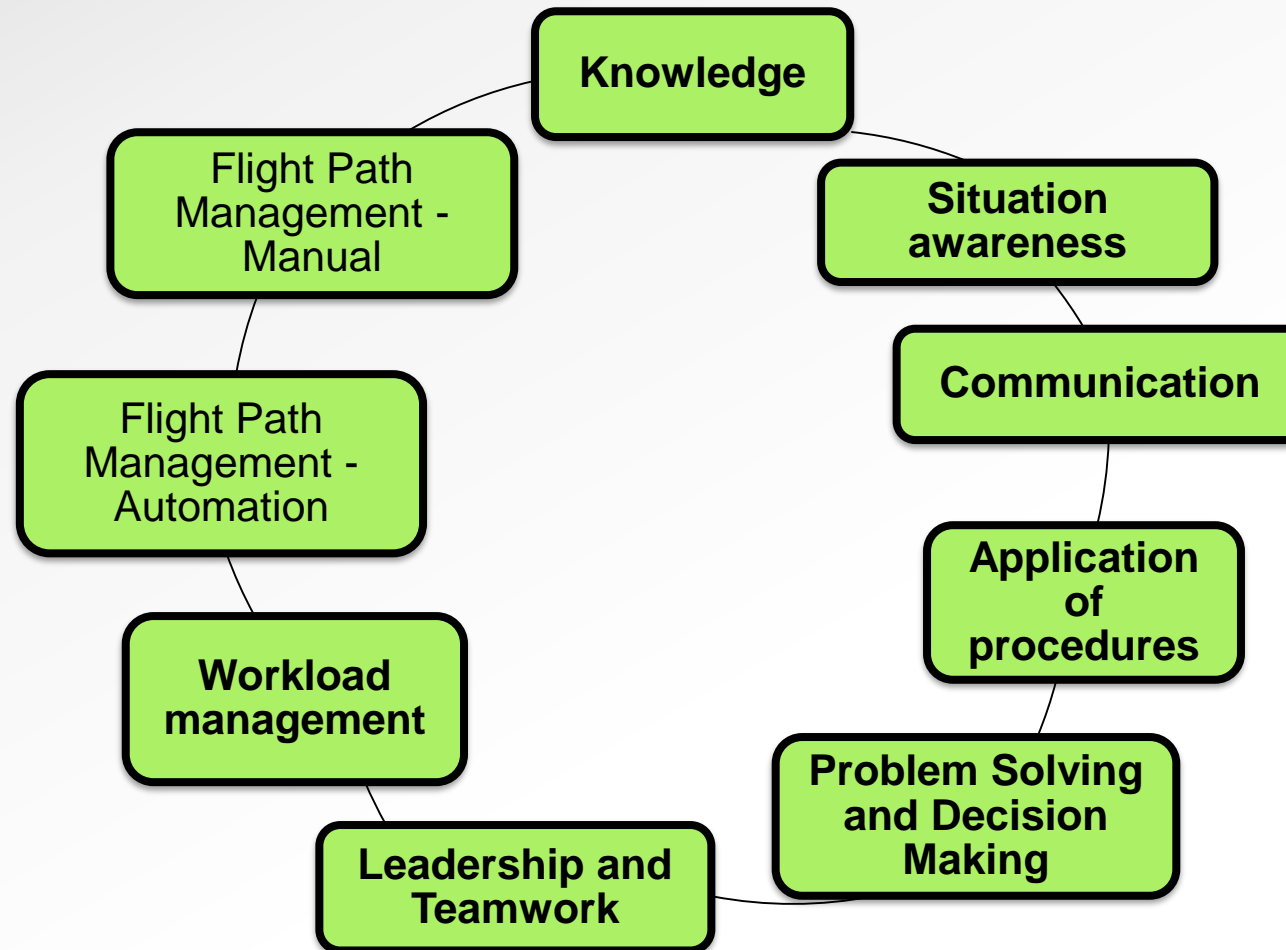 Knowledge
Situation
awareness
Communication
Application
of
procedures
Problem Solving
and Decision
Making
Leadership and
Teamwork
Workload
management
Flight Path
Management -
Automation
Flight Path
Management -
Manual